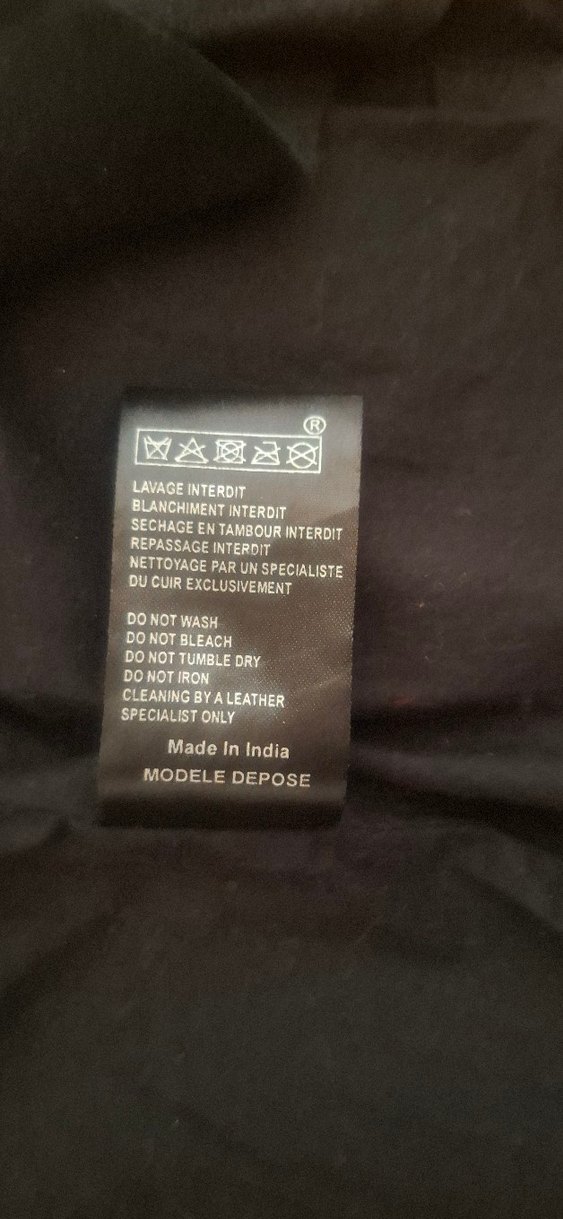 ®
LAVAGE INTERDIT
BLANCHIMENT INTERDIT
SECHAGE EN TAMBOUR INTERDIT
REPASSAGE INTERDIT
NETTOYAGE PAR UN SPECIALISTE
DU CUIR EXCLUSIVEMENT
DO NOT WASH
DO NOT BLEACH
DO NOT TUMBLE DRY
DO NOT IRON
CLEANING BY A LEATHER
SPECIALIST ONLY
Made In India
MODELE DEPOSE